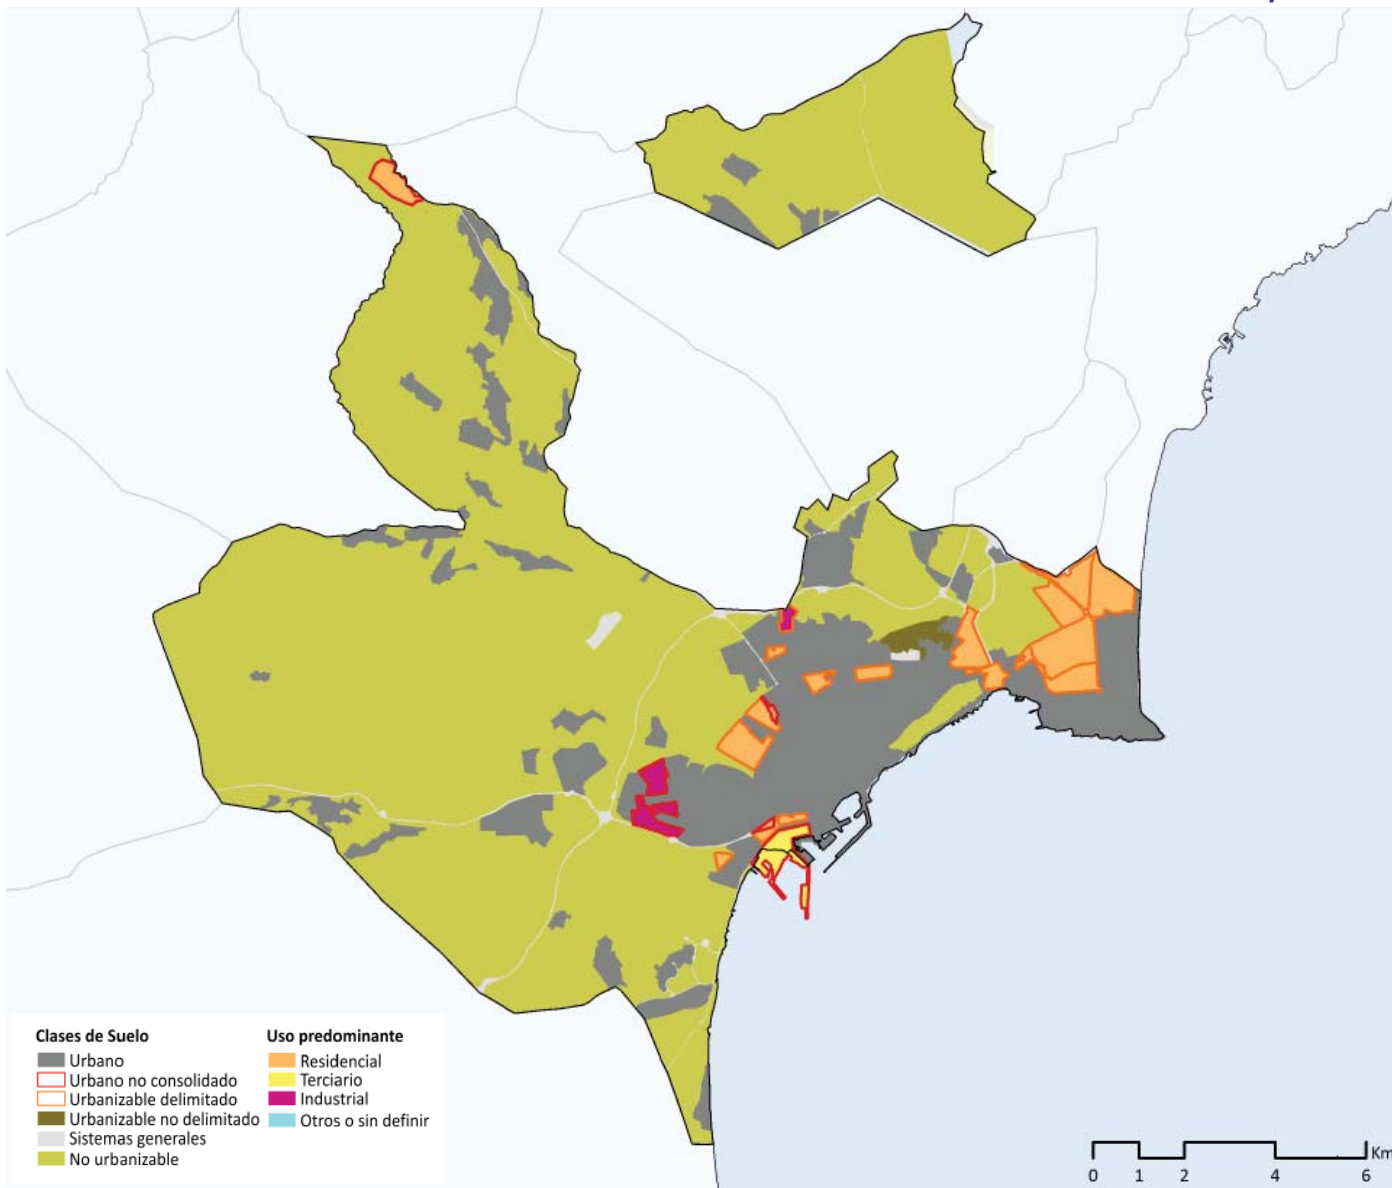 Clases de Suelo
Urbano
Urbano no consolidado
Urbanizable delimitado
Urbanizable no delimitado
Sistemas generales
No urbanizable
Uso predominante
Residencial
Terciario
Industrial
Otros o sin definir
Km
0 1 2 4 6